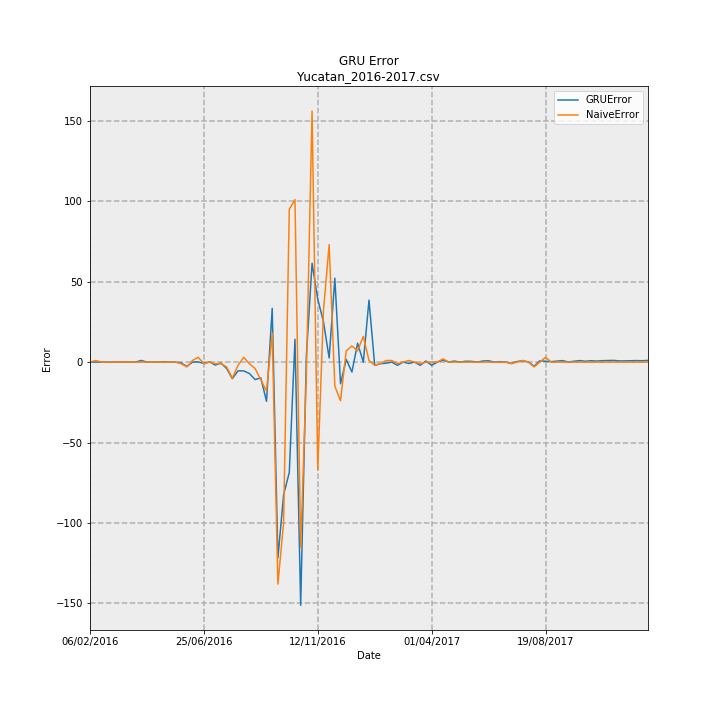 GRU Error
Yucatan_2016-2017.csv
GRUError
NaiveError
150
100
50
0
−50
−100
−150
Error
06/02/2016
25/06/2016
12/11/2016
01/04/2017
19/08/2017
Date